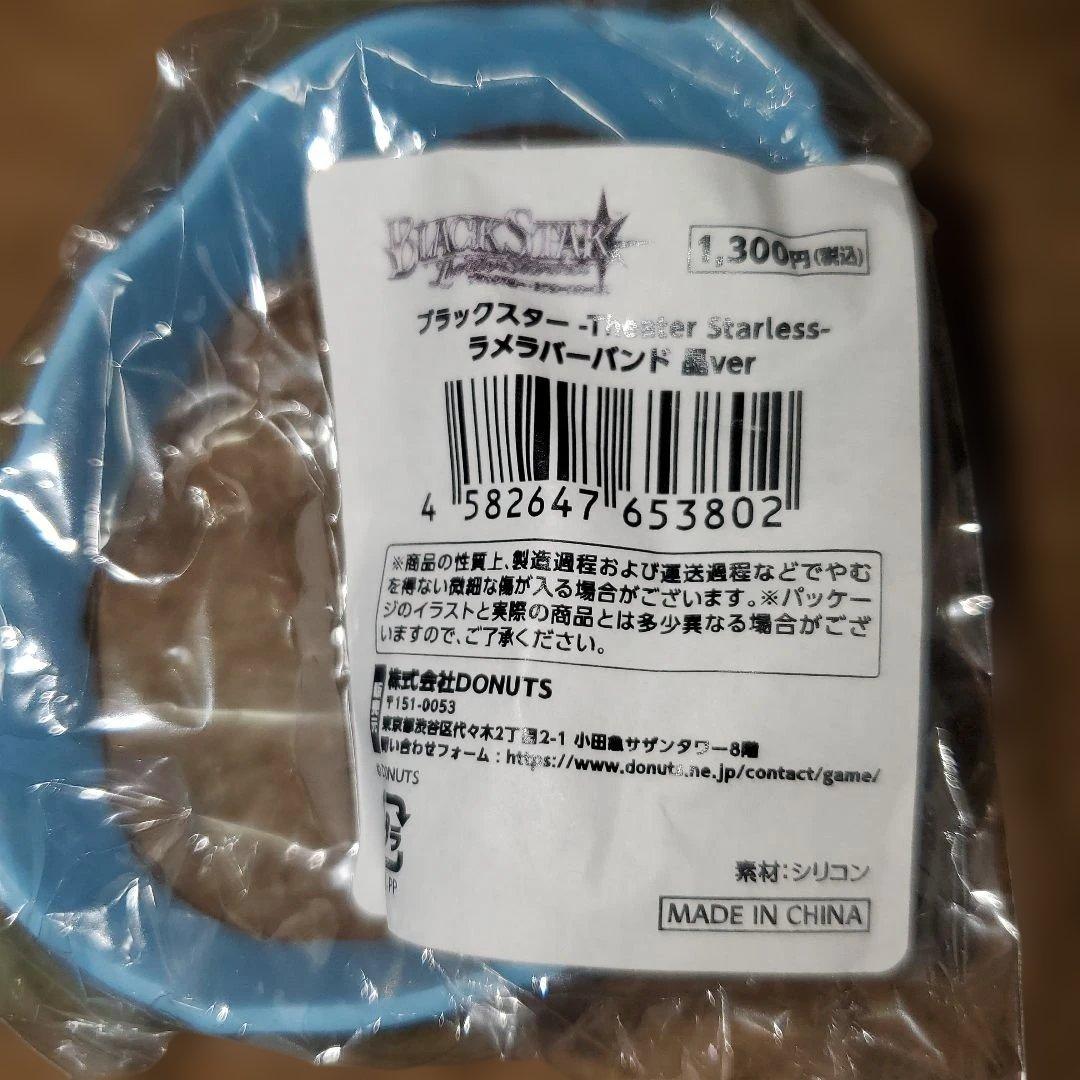 BLACKSTAR
1,300円(税込)
ブラックスター -Theater Starless-
ラメラバーバンド 晶ver
4 582647 653802
※商品の性質上、製造過程および運送過程などでやむ
を得ない微細な傷が入る場合がございます。※パッケー
ジのイラストと実際の商品とは多少異なる場合がござ
いますので、ご了承ください。
株式会社DONUTS
〒151-0053
東京都渋谷区代々木2丁目2-1 小田急サザンタワー8階
問い合わせフォーム:https://www.donuts.ne.jp/contact/game/
©DONUTS
プラ
PP
素材:シリコン
MADE IN CHINA